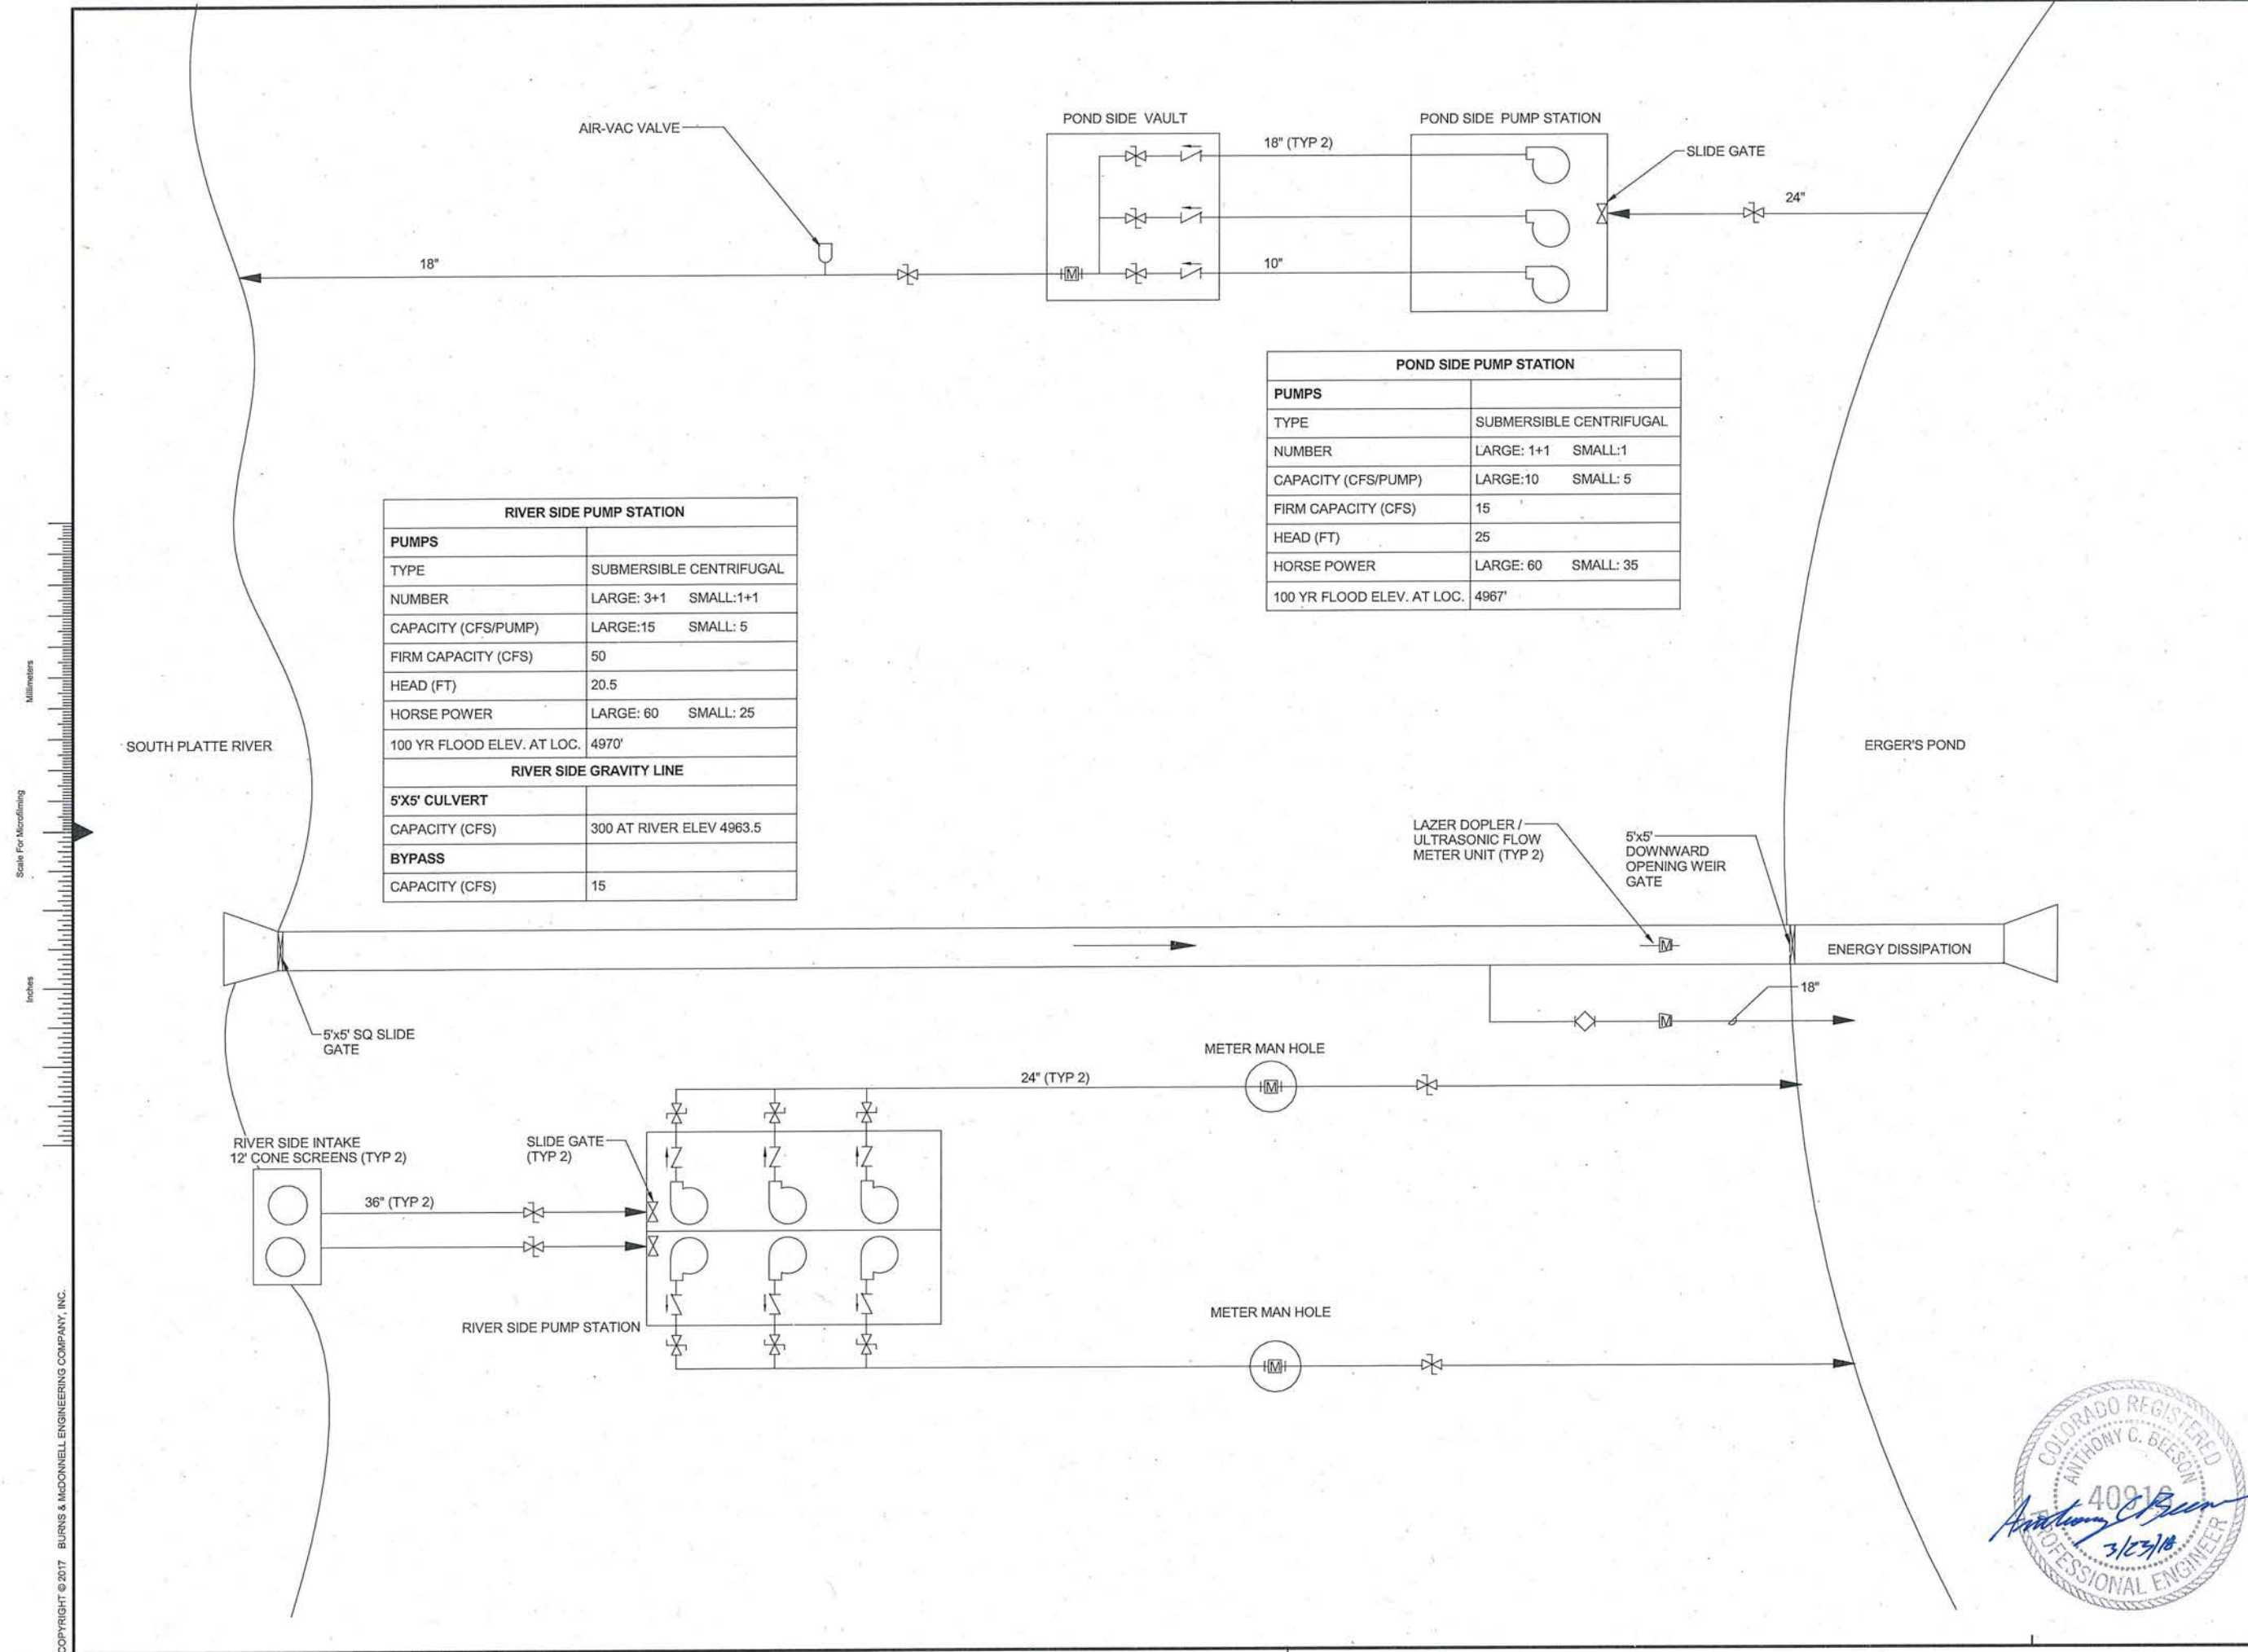 AIR-VAC VALVE
POND SIDE VAULT
POND SIDE PUMP STATION
18" (TYP 2)
SLIDE GATE
24"
18"
10"
M
POND SIDE PUMP STATION
PUMPS
TYPE SUBMERSIBLE CENTRIFUGAL
NUMBER LARGE: 1+1 SMALL:1
CAPACITY (CFS/PUMP) LARGE:10 SMALL: 5
FIRM CAPACITY (CFS) 15
HEAD (FT) 25
HORSE POWER LARGE: 60 SMALL: 35
100 YR FLOOD ELEV. AT LOC. 4967'
RIVER SIDE PUMP STATION
PUMPS
TYPE SUBMERSIBLE CENTRIFUGAL
NUMBER LARGE: 3+1 SMALL:1+1
CAPACITY (CFS/PUMP) LARGE:15 SMALL: 5
FIRM CAPACITY (CFS) 50
HEAD (FT) 20.5
HORSE POWER LARGE: 60 SMALL: 25
100 YR FLOOD ELEV. AT LOC. 4970'
RIVER SIDE GRAVITY LINE
5'X5' CULVERT
CAPACITY (CFS) 300 AT RIVER ELEV 4963.5
BYPASS
CAPACITY (CFS) 15
SOUTH PLATTE RIVER
ERGER'S POND
LAZER DOPLER /
ULTRASONIC FLOW
METER UNIT (TYP 2)
5'x5'
DOWNWARD
OPENING WEIR
GATE
M
ENERGY DISSIPATION
18"
M
5'x5' SQ SLIDE
GATE
METER MAN HOLE
24" (TYP 2)
M
RIVER SIDE INTAKE
12' CONE SCREENS (TYP 2)
SLIDE GATE
(TYP 2)
36" (TYP 2)
RIVER SIDE PUMP STATION
METER MAN HOLE
M
Millimeters
Scale For Microfilming
Inches
COPYRIGHT © 2017 BURNS & McDONNELL ENGINEERING COMPANY, INC.
COLORADO REGISTERED
ANTHONY C. BEESON
Anthony C Beeson
3/23/18
PROFESSIONAL ENGINEER